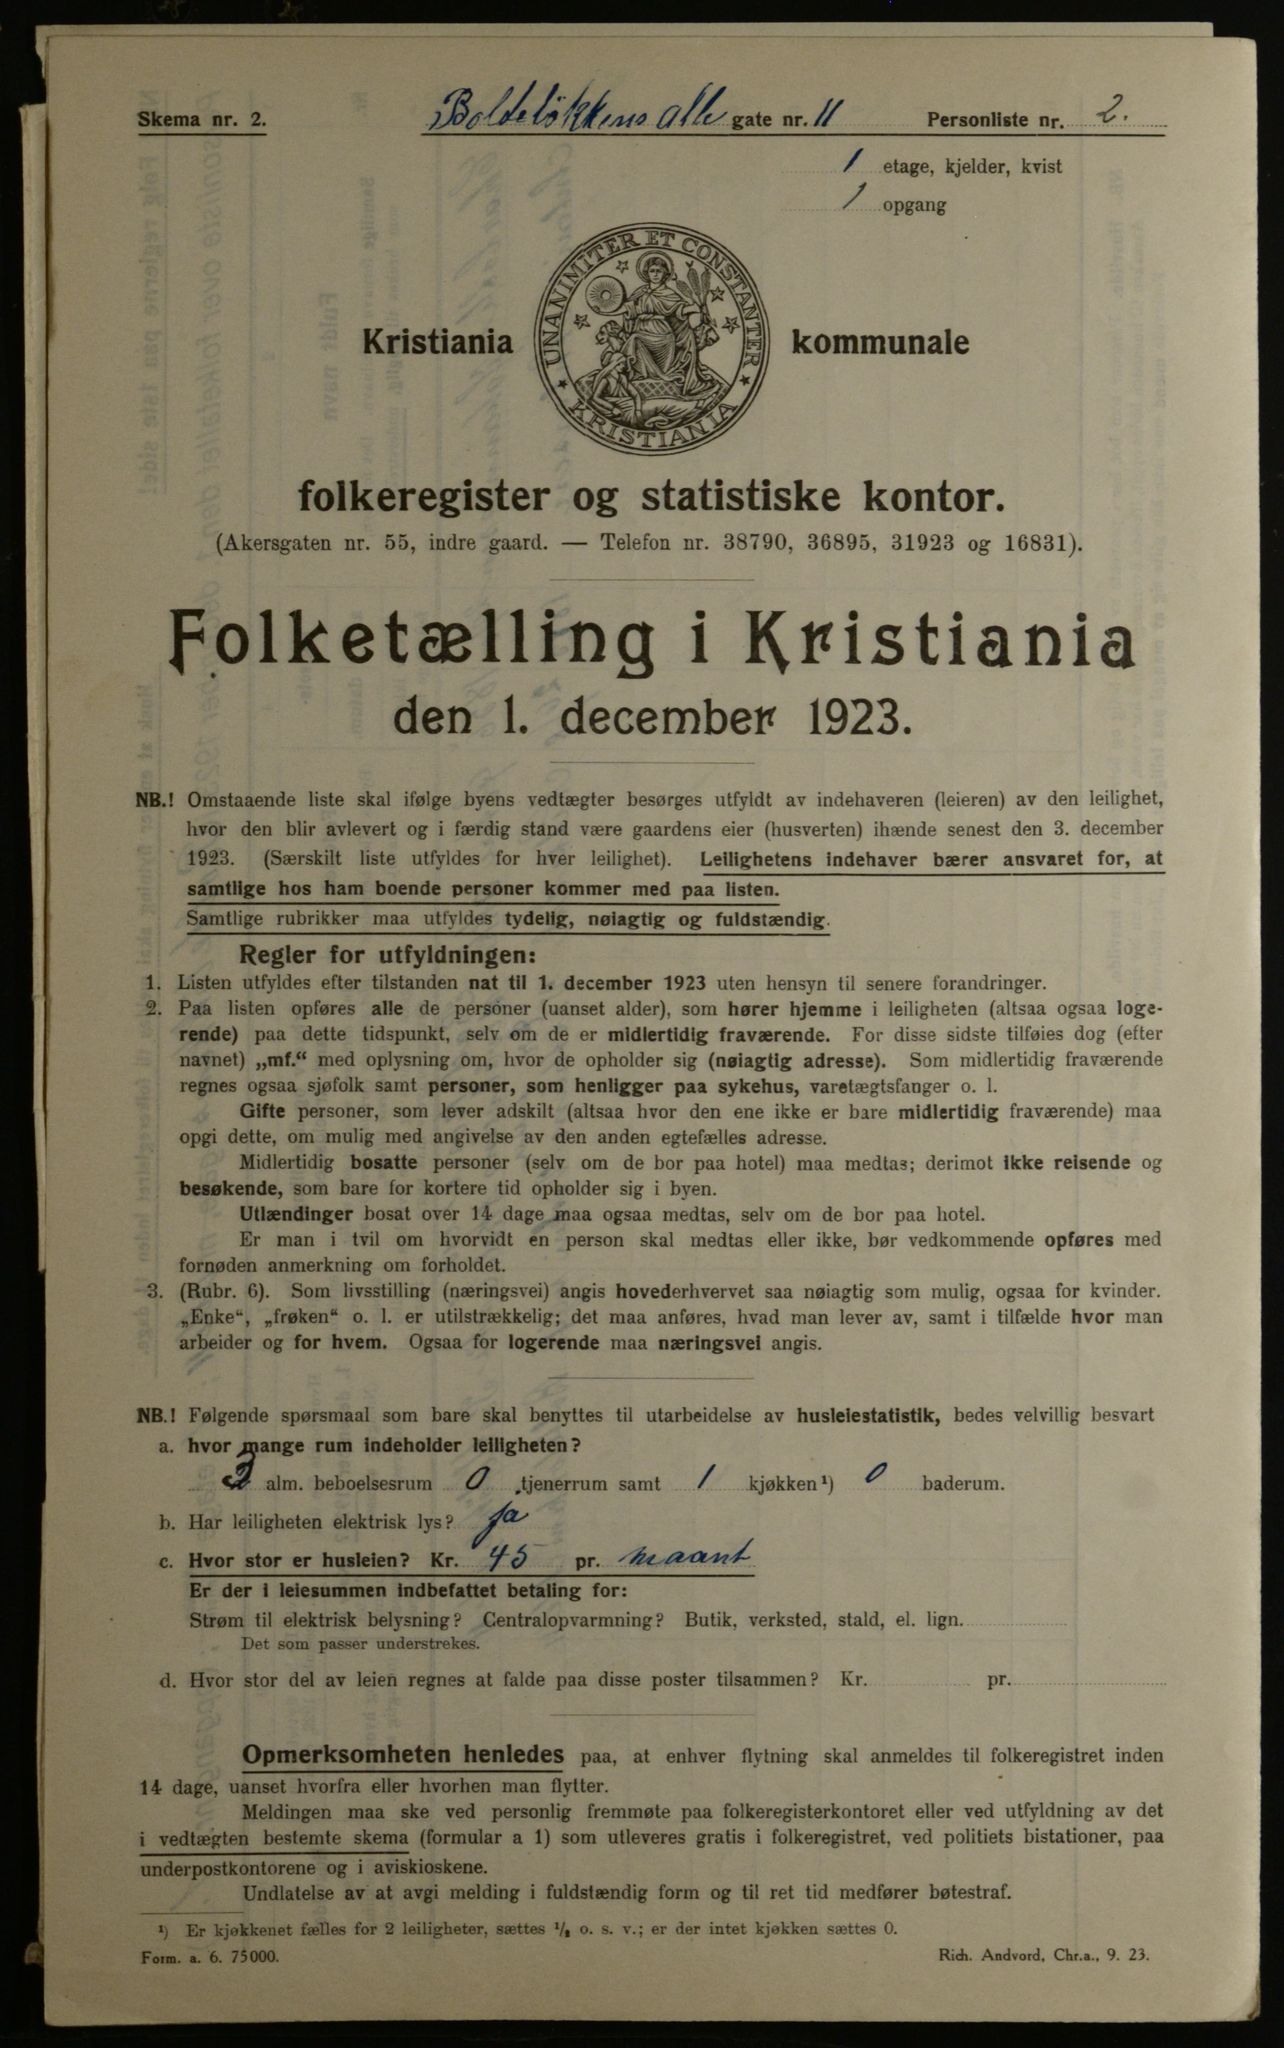 Skema nr. 2.
Bolteløkkens alle gate nr. 11
Personliste nr. 2.
1 etage, kjelder, kvist
1 opgang
UNANIMITER ET CONSTANTER
KRISTIANIA
Kristiania kommunale
folkeregister og statistiske kontor.
(Akersgaten nr. 55, indre gaard. — Telefon nr. 38790, 36895, 31923 og 16831).
Folketælling i Kristiania
den 1. december 1923.
NB.! Omstaaende liste skal ifølge byens vedtægter besørges utfyldt av indehaveren (leieren) av den leilighet,
hvor den blir avlevert og i færdig stand være gaardens eier (husverten) ihænde senest den 3. december
1923. (Særskilt liste utfyldes for hver leilighet). Leilighetens indehaver bærer ansvaret for, at
samtlige hos ham boende personer kommer med paa listen.
Samtlige rubrikker maa utfyldes tydelig, nøiagtig og fuldstændig.
Regler for utfyldningen:
1. Listen utfyldes efter tilstanden nat til 1. december 1923 uten hensyn til senere forandringer.
2. Paa listen opføres alle de personer (uanset alder), som hører hjemme i leiligheten (altsaa ogsaa loge-
rende) paa dette tidspunkt, selv om de er midlertidig fraværende. For disse sidste tilføies dog (efter
navnet) „mf.“ med oplysning om, hvor de opholder sig (nøiagtig adresse). Som midlertidig fraværende
regnes ogsaa sjøfolk samt personer, som henligger paa sykehus, varetægtsfanger o. l.
Gifte personer, som lever adskilt (altsaa hvor den ene ikke er bare midlertidig fraværende) maa
opgi dette, om mulig med angivelse av den anden egtefælles adresse.
Midlertidig bosatte personer (selv om de bor paa hotel) maa medtas; derimot ikke reisende og
besøkende, som bare for kortere tid opholder sig i byen.
Utlændinger bosat over 14 dage maa ogsaa medtas, selv om de bor paa hotel.
Er man i tvil om hvorvidt en person skal medtas eller ikke, bør vedkommende opføres med
fornøden anmerkning om forholdet.
3. (Rubr. 6). Som livsstilling (næringsvei) angis hovederhvervet saa nøiagtig som mulig, ogsaa for kvinder.
„Enke“, „frøken“ o. l. er utilstrækkelig; det maa anføres, hvad man lever av, samt i tilfælde hvor man
arbeider og for hvem. Ogsaa for logerende maa næringsvei angis.
NB.! Følgende spørsmaal som bare skal benyttes til utarbeidelse av husleiestatistik, bedes velvillig besvart
a. hvor mange rum indeholder leiligheten?
alm. beboelsesrum 0 tjenerrum samt 1 kjøkken¹) 0 baderum.
b. Har leiligheten elektrisk lys? ja
c. Hvor stor er husleien? Kr. 45 pr. maant
Er der i leiesummen indbefattet betaling for:
Strøm til elektrisk belysning? Centralopvarmning? Butik, verksted, stald, el. lign.
Det som passer understrekes.
d. Hvor stor del av leien regnes at falde paa disse poster tilsammen? Kr. pr.
Opmerksomheten henledes paa, at enhver flytning skal anmeldes til folkeregistret inden
14 dage, uanset hvorfra eller hvorhen man flytter.
Meldingen maa ske ved personlig fremmøte paa folkeregisterkontoret eller ved utfyldning av det
i vedtægten bestemte skema (formular a 1) som utleveres gratis i folkeregistret, ved politiets bistationer, paa
underpostkontorene og i aviskioskene.
Undlatelse av at avgi melding i fuldstændig form og til ret tid medfører bøtestraf.
¹) Er kjøkkenet fælles for 2 leiligheter, sættes ½ o. s. v.; er der intet kjøkken sættes 0.
Form. a. 6. 75000.
Rich. Andvord, Chr.a., 9. 23.